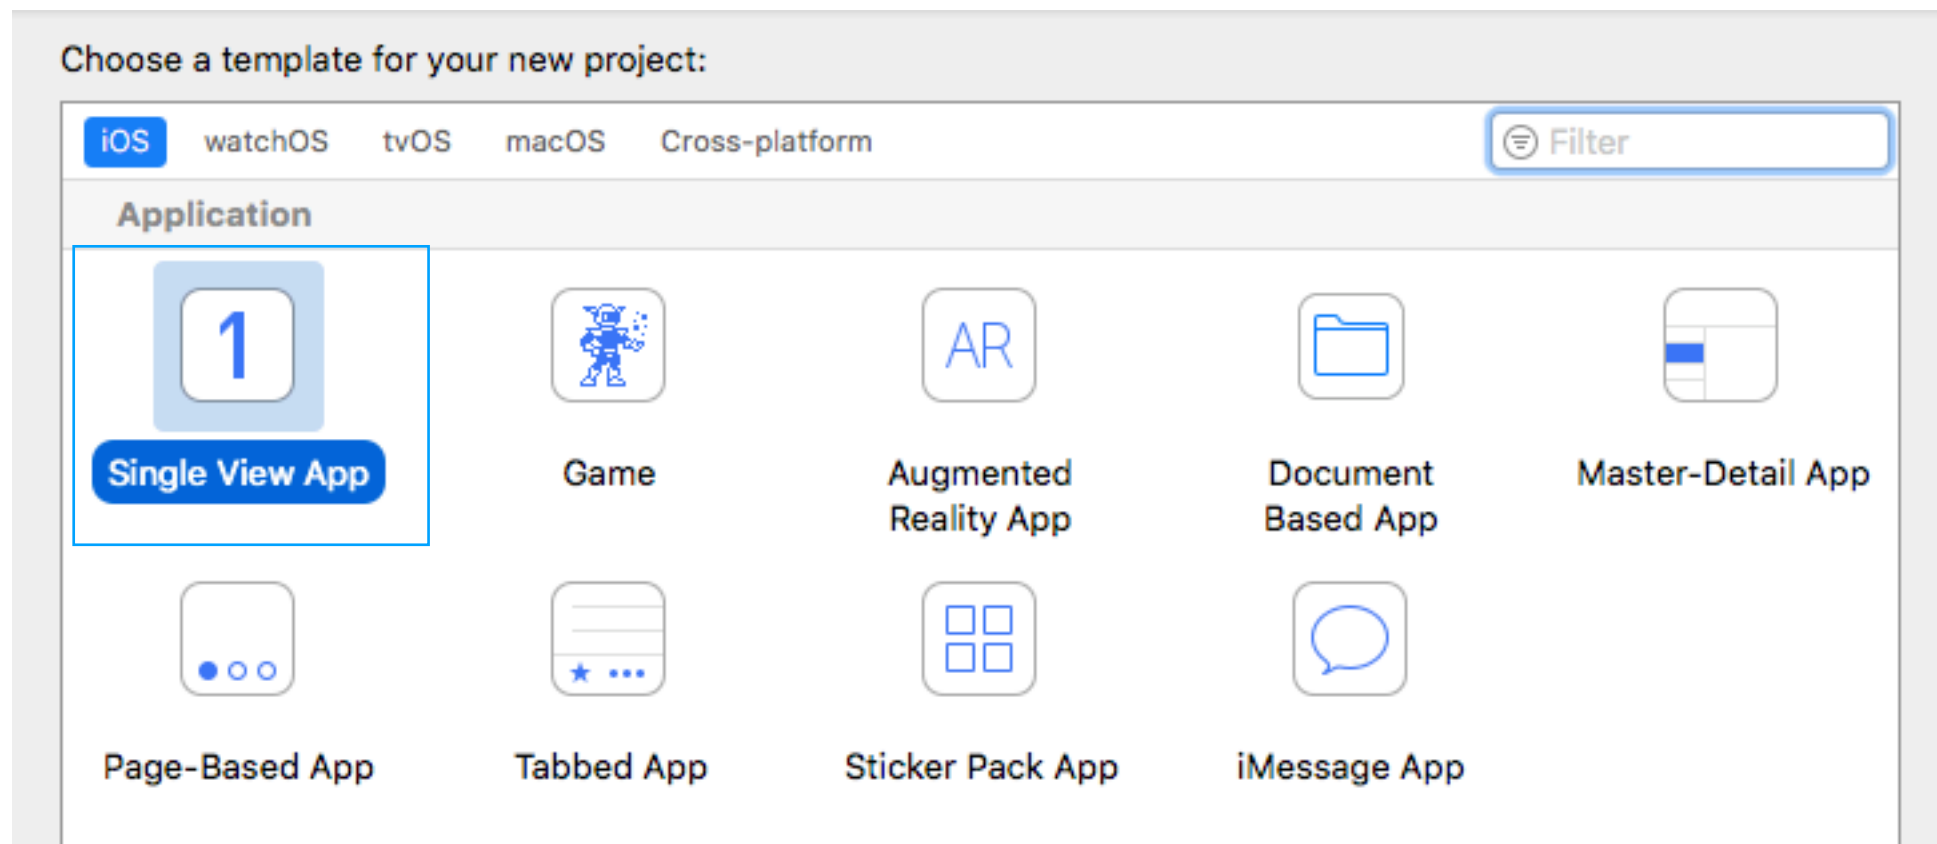 Choose a template for your new project:
iOS watchOS tvOS macOS Cross-platform Filter
Application
1
AR
Single View App
Game
Augmented
Reality App
Document
Based App
Master-Detail App
Page-Based App
Tabbed App
Sticker Pack App
iMessage App